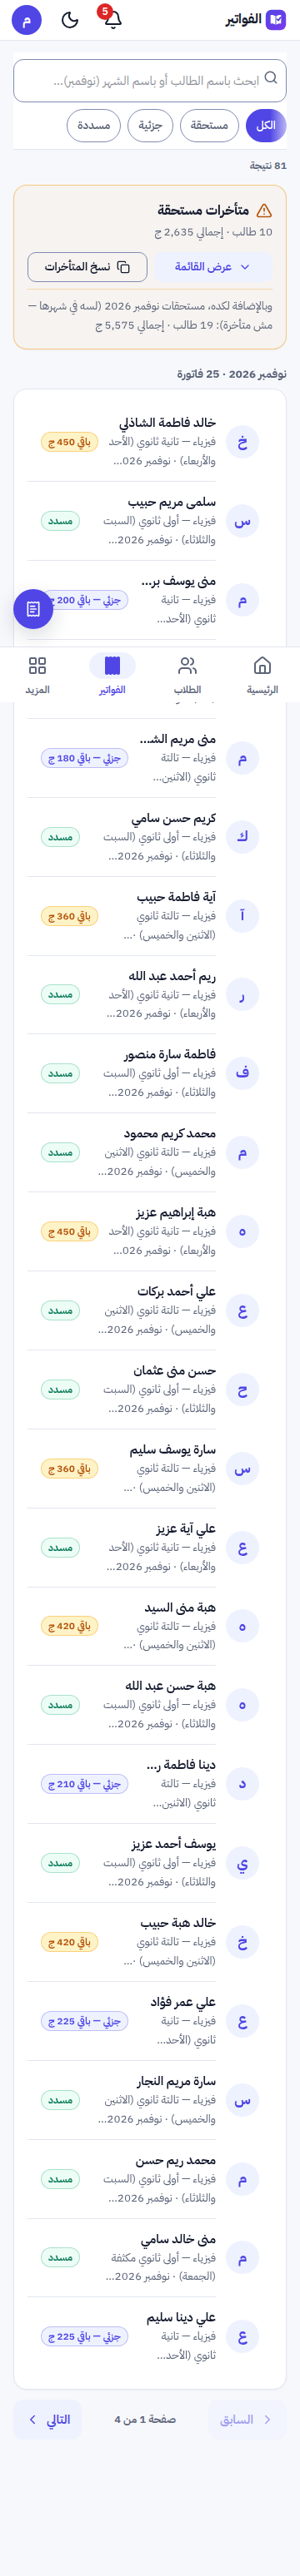 الفواتير
5
م
ابحث باسم الطالب أو باسم الشهر (نوفمبر)...
الكل
مستحقة
جزئية
مسددة
81 نتيجة
متأخرات مستحقة
10 طالب · إجمالي 2,635 ج
عرض القائمة
نسخ المتأخرات
وبالإضافة لكده، مستحقات نوفمبر 2026 (لسه في شهرها —
مش متأخرة): 19 طالب · إجمالي 5,575 ج
نوفمبر 2026 · 25 فاتورة
خ
خالد فاطمة الشاذلي
فيزياء — تانية ثانوي (الأحد
والأربعاء) · نوفمبر 026...
باقي 450 ج
س
سلمى مريم حبيب
فيزياء — أولى ثانوي (السبت
والثلاثاء) · نوفمبر 2026...
مسدد
م
منى يوسف بر...
فيزياء — تانية
ثانوي (الأحد...
جزئي — باقي 200 ج
الرئيسية
الطلاب
الفواتير
المزيد
م
منى مريم الشـ...
فيزياء — تالتة
ثانوي (الاثنين...
جزئي — باقي 180 ج
ك
كريم حسن سامي
فيزياء — أولى ثانوي (السبت
والثلاثاء) · نوفمبر 2026...
مسدد
آ
آية فاطمة حبيب
فيزياء — تالتة ثانوي
(الاثنين والخميس) ·...
باقي 360 ج
ر
ريم أحمد عبد الله
فيزياء — تانية ثانوي (الأحد
والأربعاء) · نوفمبر 2026...
مسدد
ف
فاطمة سارة منصور
فيزياء — أولى ثانوي (السبت
والثلاثاء) · نوفمبر 2026...
مسدد
م
محمد كريم محمود
فيزياء — تالتة ثانوي (الاثنين
والخميس) · نوفمبر 2026...
مسدد
ه
هبة إبراهيم عزيز
فيزياء — تانية ثانوي (الأحد
والأربعاء) · نوفمبر 026...
باقي 450 ج
ع
علي أحمد بركات
فيزياء — تالتة ثانوي (الاثنين
والخميس) · نوفمبر 2026...
مسدد
ح
حسن منى عثمان
فيزياء — أولى ثانوي (السبت
والثلاثاء) · نوفمبر 2026...
مسدد
س
سارة يوسف سليم
فيزياء — تالتة ثانوي
(الاثنين والخميس) ·...
باقي 360 ج
ع
علي آية عزيز
فيزياء — تانية ثانوي (الأحد
والأربعاء) · نوفمبر 2026...
مسدد
ه
هبة منى السيد
فيزياء — تالتة ثانوي
(الاثنين والخميس) ·...
باقي 420 ج
ه
هبة حسن عبد الله
فيزياء — أولى ثانوي (السبت
والثلاثاء) · نوفمبر 2026...
مسدد
د
دينا فاطمة ر...
فيزياء — تالتة
ثانوي (الاثنين...
جزئي — باقي 210 ج
ي
يوسف أحمد عزيز
فيزياء — أولى ثانوي (السبت
والثلاثاء) · نوفمبر 2026...
مسدد
خ
خالد هبة حبيب
فيزياء — تالتة ثانوي
(الاثنين والخميس) ·...
باقي 420 ج
ع
علي عمر فؤاد
فيزياء — تانية
ثانوي (الأحد...
جزئي — باقي 225 ج
س
سارة مريم النجار
فيزياء — تالتة ثانوي (الاثنين
والخميس) · نوفمبر 2026...
مسدد
م
محمد ريم حسن
فيزياء — أولى ثانوي (السبت
والثلاثاء) · نوفمبر 2026...
مسدد
م
منى خالد سامي
فيزياء — أولى ثانوي مكثفة
(الجمعة) · نوفمبر 2026...
مسدد
ع
علي دينا سليم
فيزياء — تانية
ثانوي (الأحد...
جزئي — باقي 225 ج
السابق
صفحة 1 من 4
التالي